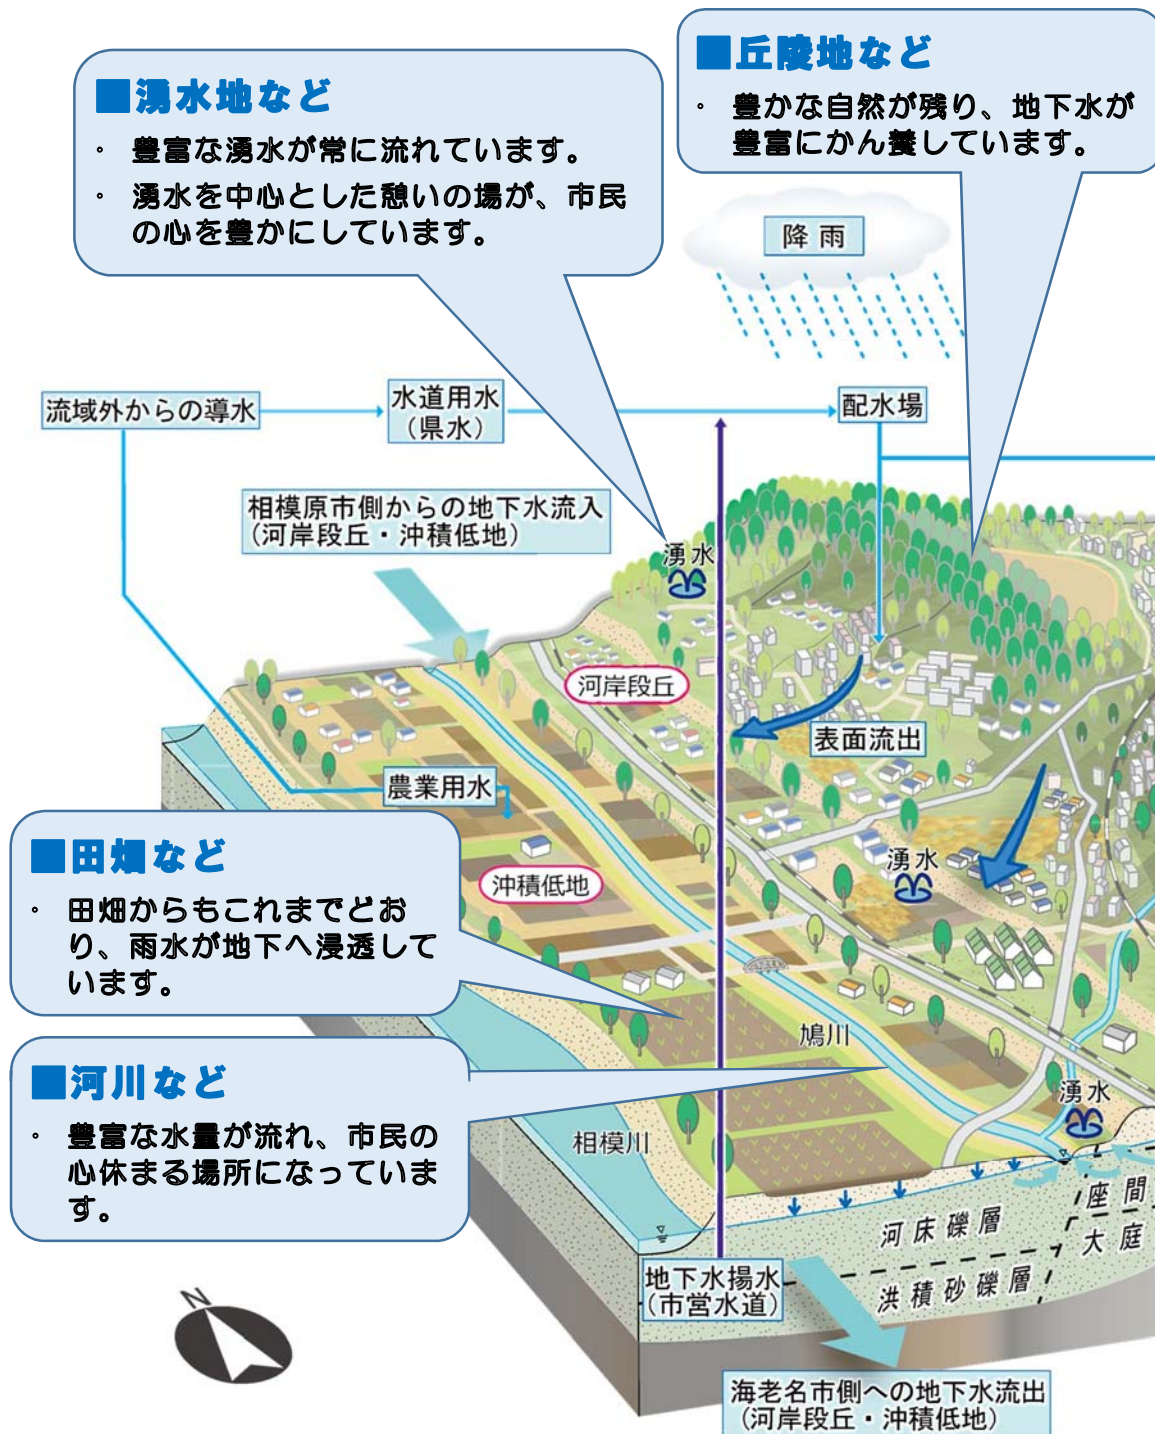 ■湧水地など
・ 豊富な湧水が常に流れています。
・ 湧水を中心とした憩いの場が、市民
の心を豊かにしています。
■丘陵地など
・ 豊かな自然が残り、地下水が
豊富にかん養しています。
降雨
流域外からの導水
水道用水
(県水)
配水場
相模原市側からの地下水流入
(河岸段丘・沖積低地)
湧水
河岸段丘
表面流出
農業用水
湧水
沖積低地
■田畑など
・ 田畑からもこれまでどお
り、雨水が地下へ浸透して
います。
鳩川
■河川など
・ 豊富な水量が流れ、市民の
心休まる場所になっていま
す。
湧水
相模川
座間
河床礫層
大庭
洪積砂礫層
地下水揚水
(市営水道)
N
海老名市側への地下水流出
(河岸段丘・沖積低地)